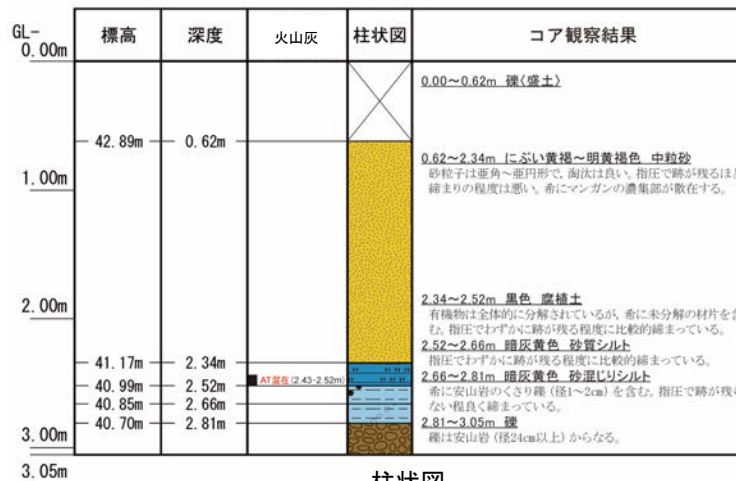 GL-
0.00m
標高 深度 火山灰 柱状図 コア観察結果
0.00～0.62m 礫〈盛土〉
42.89m 0.62m
0.62～2.34m にぶい黄褐～明黄褐色 中粒砂
砂粒子は亜角～亜円形で、淘汰は良い。指圧で跡が残るほど
締まりの程度は悪い。希にマンガンの濃集部が散在する。
1.00m
2.00m
2.34～2.52m 黒色 腐植土
有機物は全体的に分解されているが、希に未分解の材片を含
む。指圧でわずかに跡が残る程度に比較的締まっている。
41.17m 2.34m
2.52～2.66m 暗灰黄色 砂質シルト
指圧でわずかに跡が残る程度に比較的締まっている。
AT混在(2.43-2.52m)
40.99m 2.52m
2.66～2.81m 暗灰黄色 砂混じりシルト
希に安山岩のくさり礫（径1～2cm）を含む。指圧で跡が残ら
ない程良く締まっている。
40.85m 2.66m
40.70m 2.81m
2.81～3.05m 礫
礫は安山岩（径24cm以上）からなる。
3.00m
3.05m
柱状図